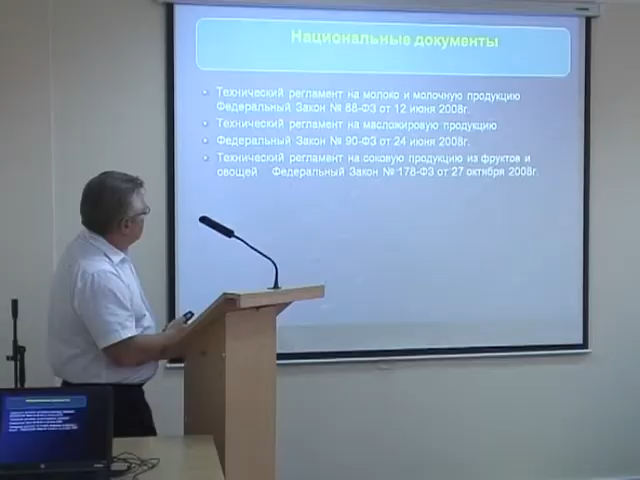 Национальные документы
• Технический регламент на молоко и молочную продукцию
Федеральный Закон № 88-ФЗ от 12 июня 2008г.
• Технический регламент на масложировую продукцию
• Федеральный Закон № 90-ФЗ от 24 июня 2008г.
• Технический регламент на соковую продукцию из фруктов и
овощей Федеральный Закон № 178-ФЗ от 27 октября 2008г.